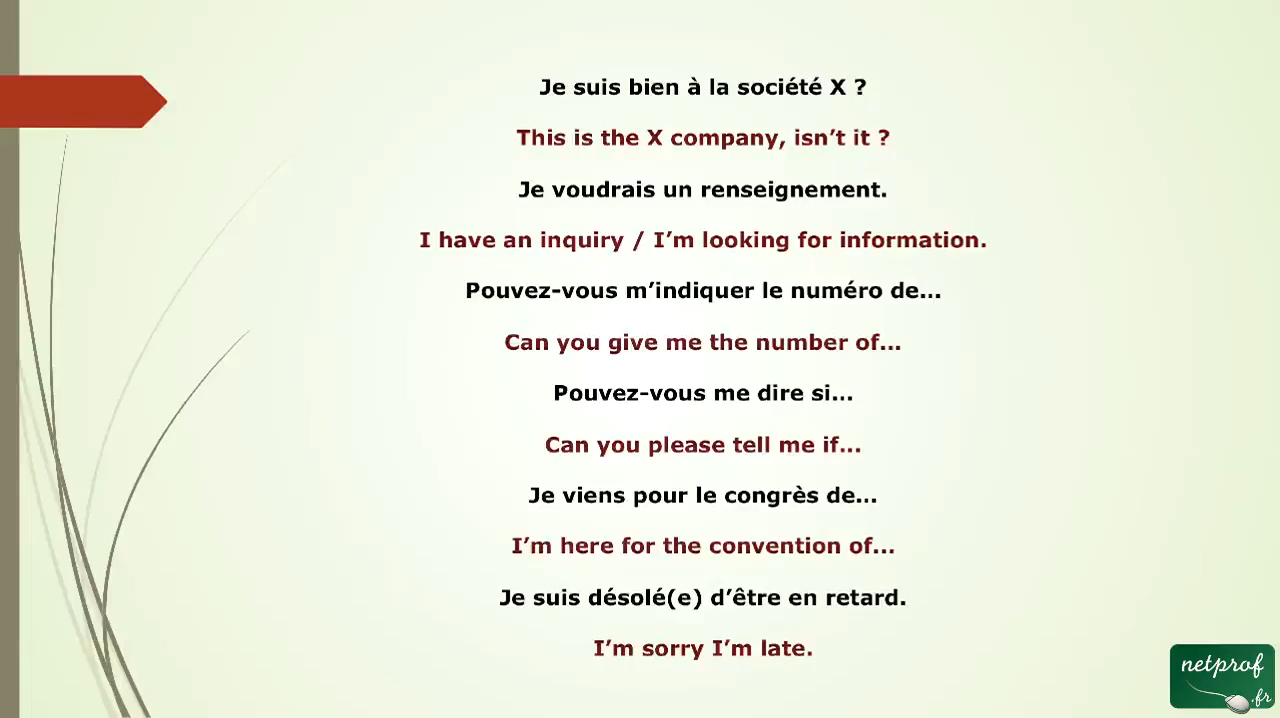 Je suis bien à la société X ?
This is the X company, isn’t it ?
Je voudrais un renseignement.
I have an inquiry / I’m looking for information.
Pouvez-vous m’indiquer le numéro de…
Can you give me the number of…
Pouvez-vous me dire si…
Can you please tell me if…
Je viens pour le congrès de…
I’m here for the convention of…
Je suis désolé(e) d’être en retard.
I’m sorry I’m late.
netprof
.fr